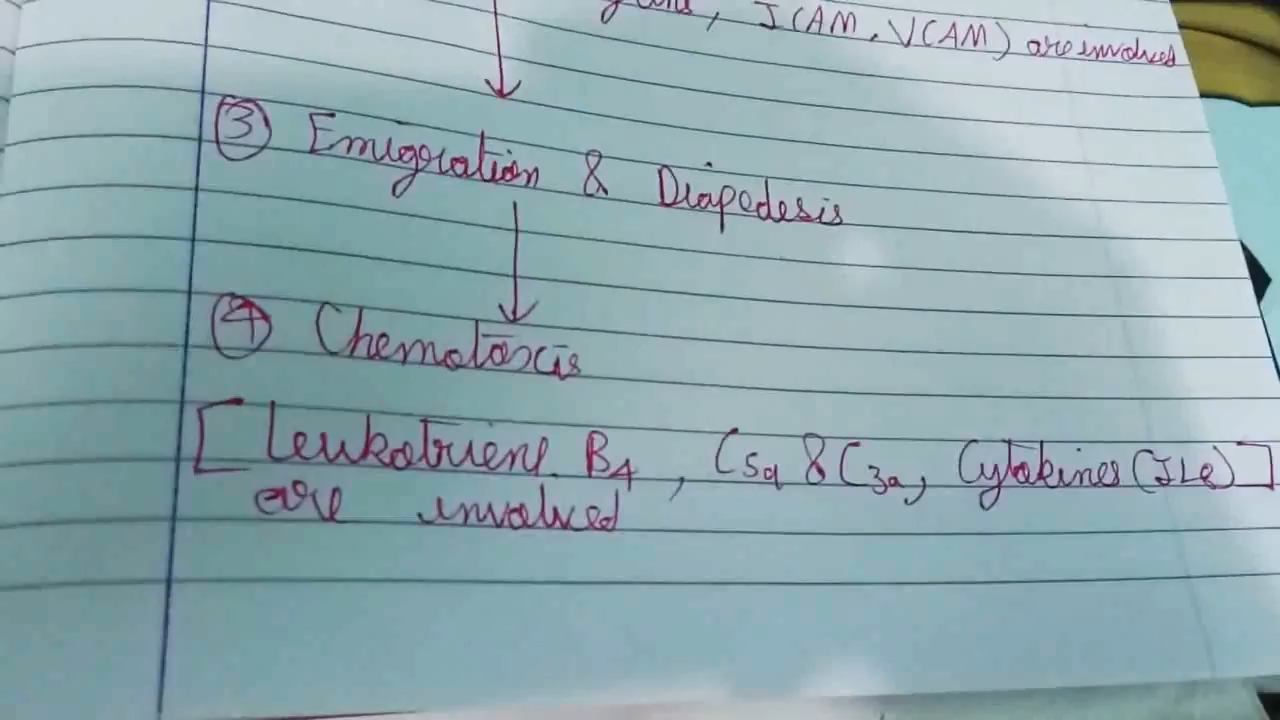 , ICAM, VCAM) are involved
③ Emigration & Diapedesis
④ Chemotaxis
[Leukotriene B4, C5a & C3a, Cytokines (IL8)]
are involved